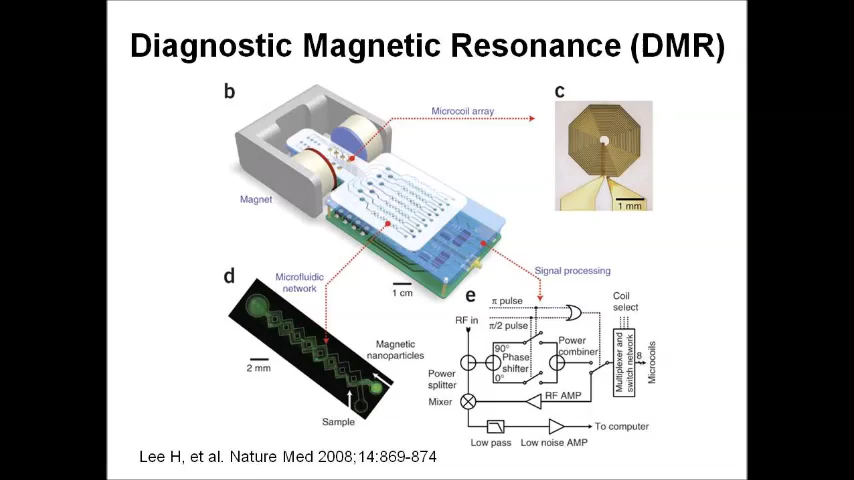 Diagnostic Magnetic Resonance (DMR)
b
Microcoil array
c
Magnet
1 mm
d
Microfluidic
network
1 cm
Signal processing
e
π pulse
Coil
select
RF in
π/2 pulse
Power
combiner
90°
Phase
shifter
0°
Multiplexer and
switch network
8
Microcoils
Magnetic
nanoparticles
2 mm
Power
splitter
RF AMP
Mixer
Sample
To computer
Low pass
Low noise AMP
Lee H, et al. Nature Med 2008;14:869-874